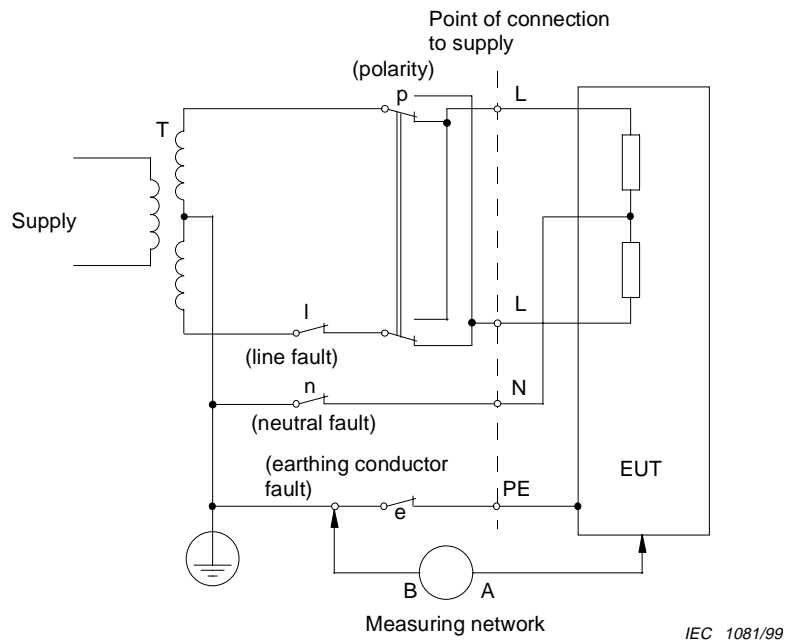 Point of connection
to supply
(polarity)
p
L
T
Supply
l
L
(line fault)
n
N
(neutral fault)
(earthing conductor
fault)
EUT
PE
e
B
A
Measuring network
IEC 1081/99